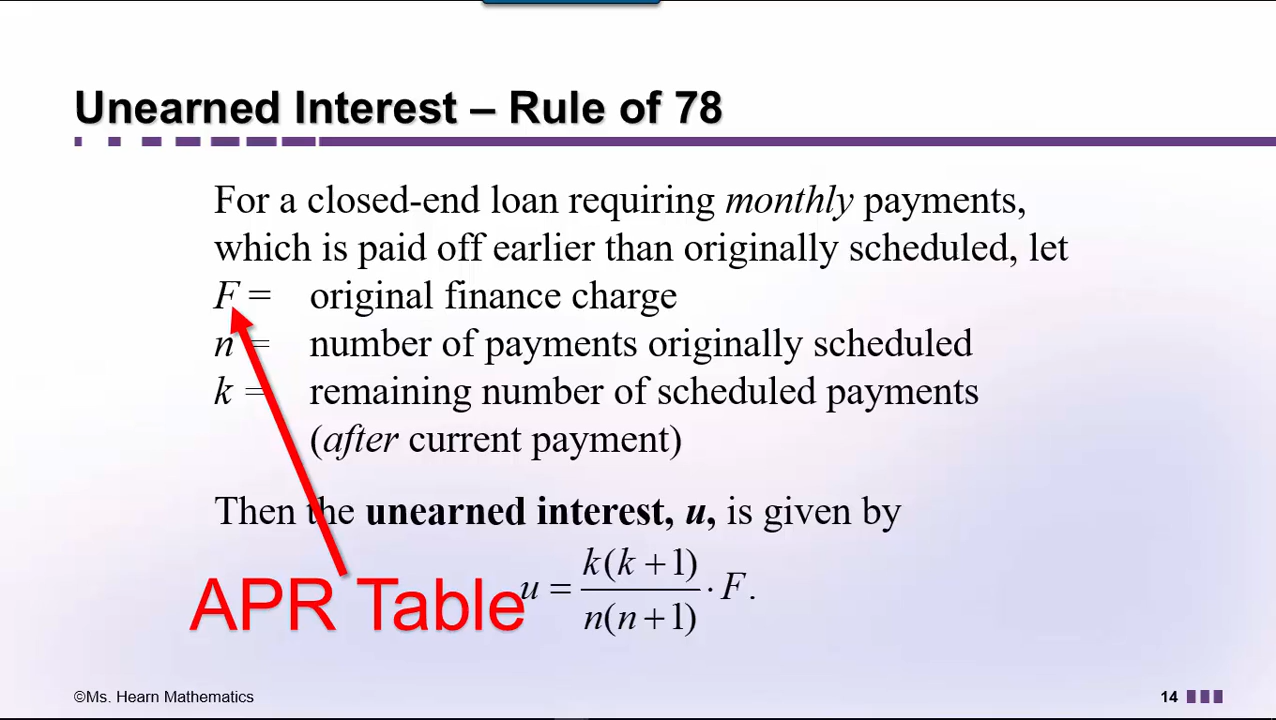 Unearned Interest – Rule of 78
For a closed-end loan requiring monthly payments,
which is paid off earlier than originally scheduled, let
F = original finance charge
n = number of payments originally scheduled
k = remaining number of scheduled payments
(after current payment)
Then the unearned interest, u, is given by
u = k(k + 1) / n(n + 1) · F.
APR Table
©Ms. Hearn Mathematics
14